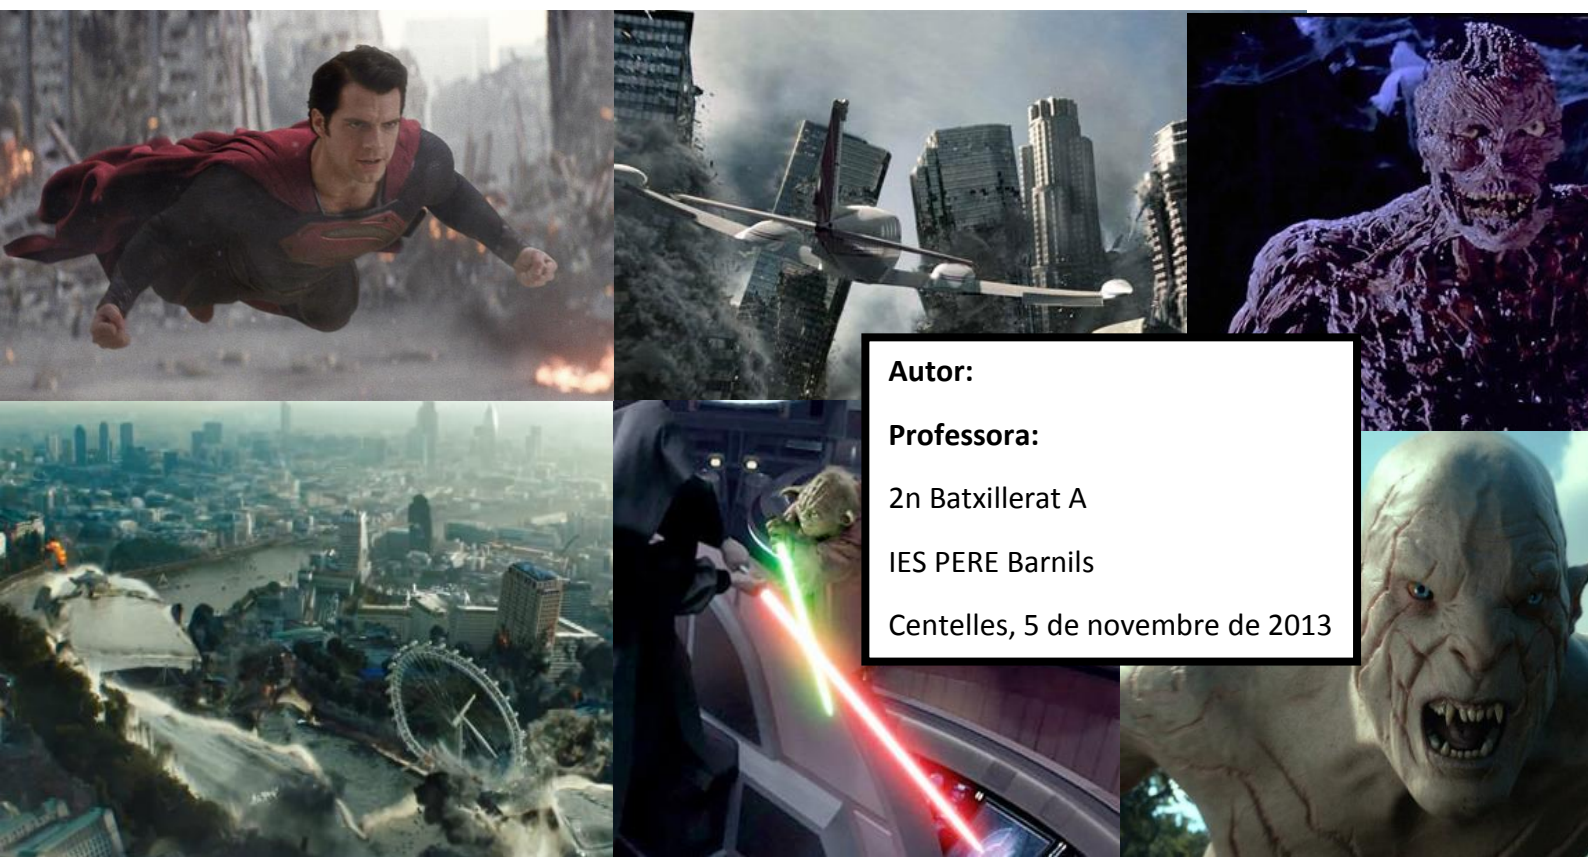 Autor:
Professora:
2n Batxillerat A
IES PERE Barnils
Centelles, 5 de novembre de 2013